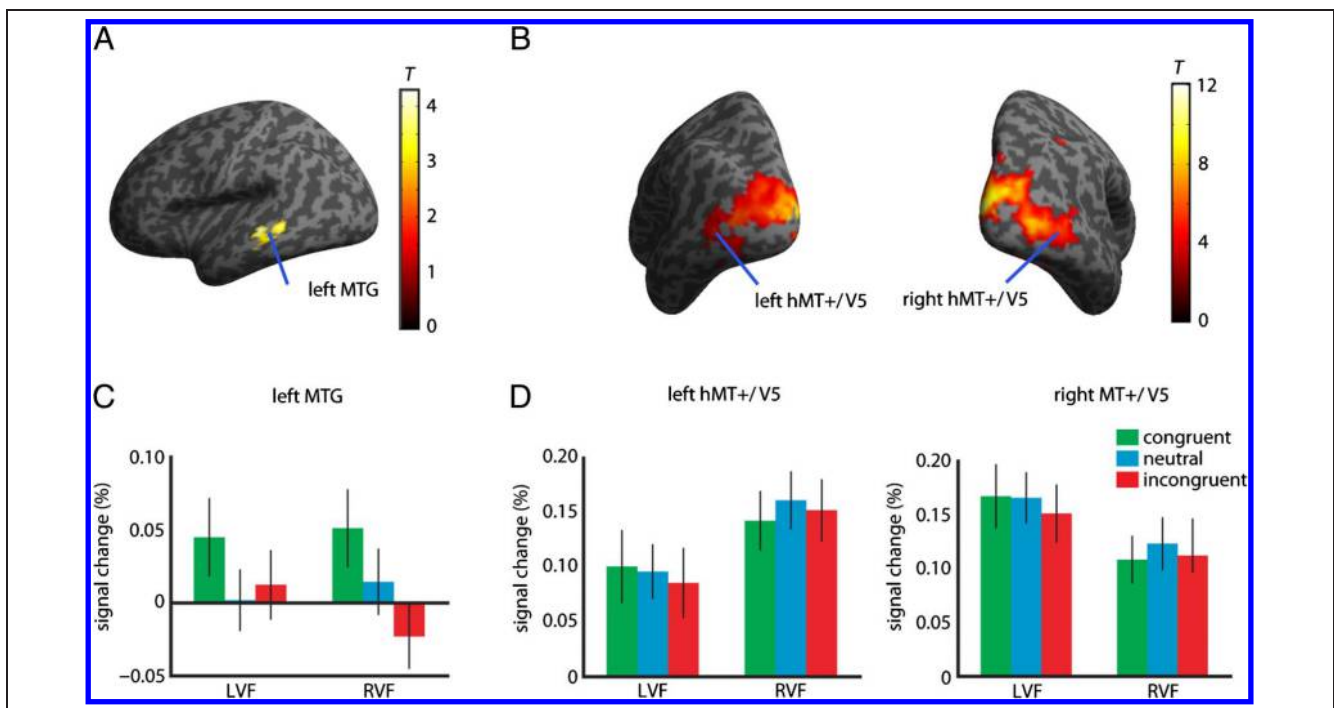 A
B
T
4
3
2
1
0
left MTG
T
12
8
4
0
left hMT+/V5
right hMT+/V5
C
left MTG
signal change (%)
0.10
0.05
0
−0.05
LVF
RVF
D
left hMT+/V5
signal change (%)
0.20
0.15
0.10
0.05
0
LVF
RVF
right MT+/V5
congruent
neutral
incongruent
signal change (%)
0.20
0.15
0.10
0.05
0
LVF
RVF